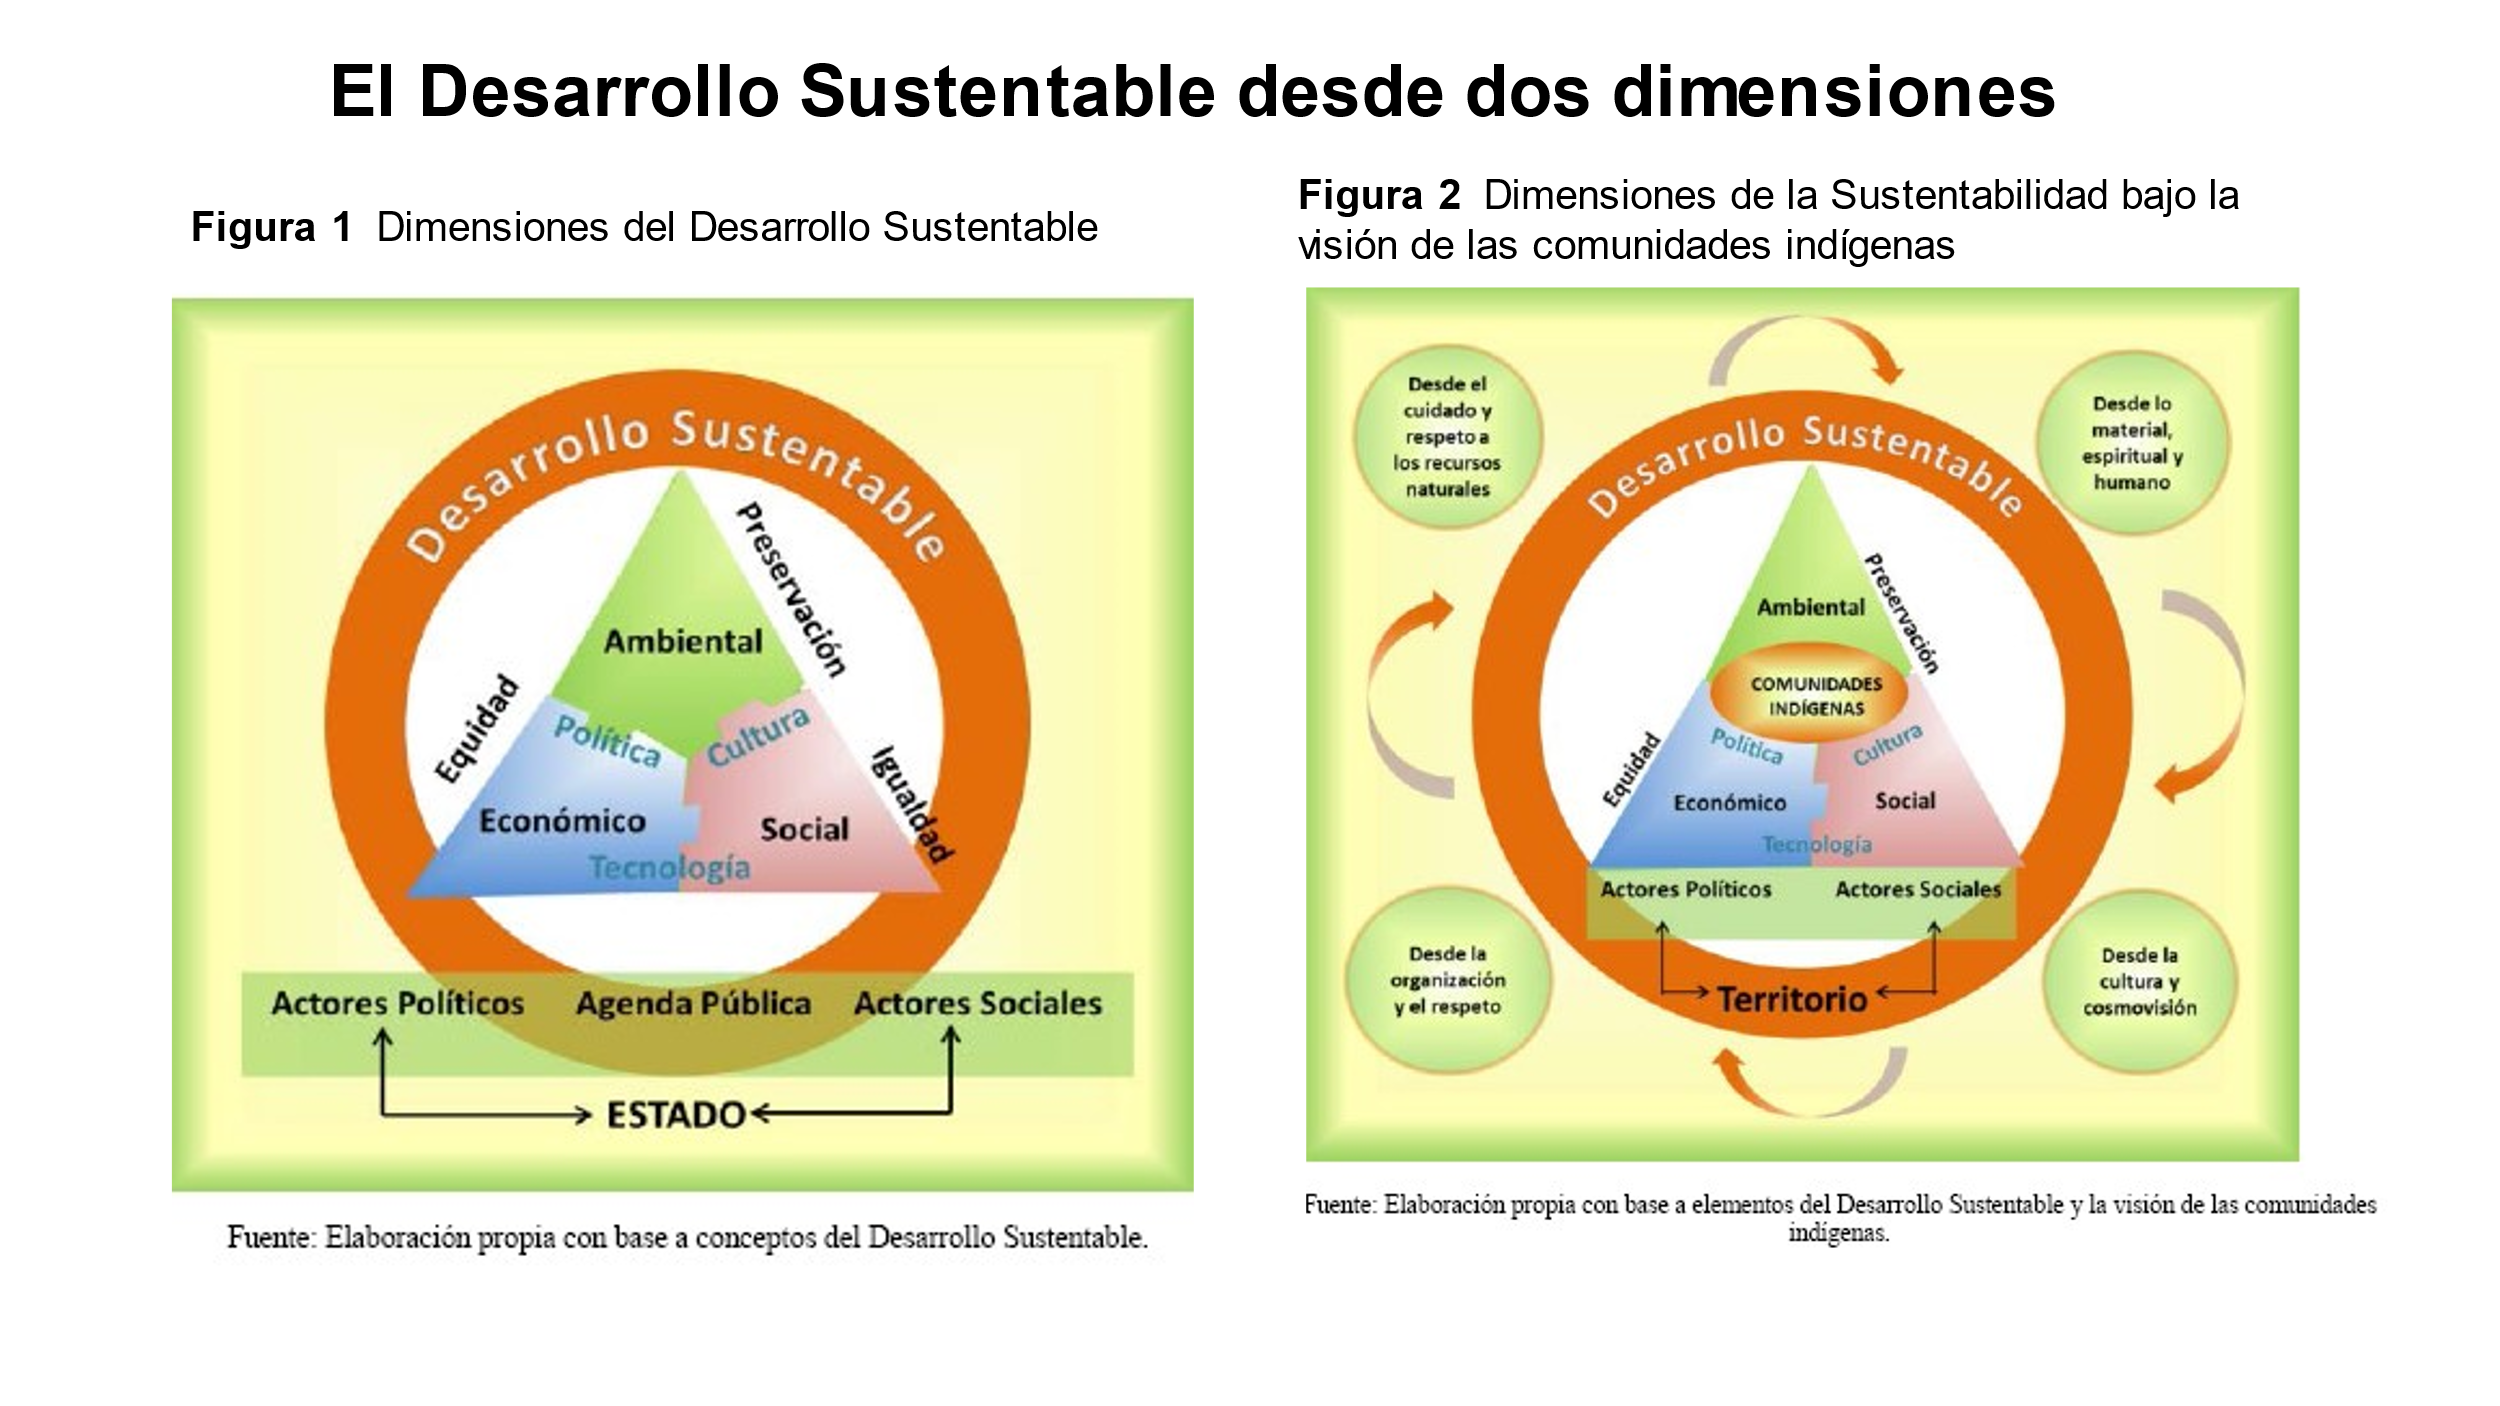 El Desarrollo Sustentable desde dos dimensiones
Figura 1 Dimensiones del Desarrollo Sustentable
Desarrollo Sustentable
Preservación
Ambiental
Equidad
Política
Cultura
Igualdad
Económico
Social
Tecnología
Actores Políticos Agenda Pública Actores Sociales
ESTADO
Fuente: Elaboración propia con base a conceptos del Desarrollo Sustentable.
Figura 2 Dimensiones de la Sustentabilidad bajo la
visión de las comunidades indígenas
Desde el
cuidado y
respeto a
los recursos
naturales
Desde lo
material,
espiritual y
humano
Desarrollo Sustentable
Preservación
Ambiental
COMUNIDADES
INDÍGENAS
Equidad
Política
Cultura
Económico
Social
Tecnología
Actores Políticos Actores Sociales
Territorio
Desde la
organización
y el respeto
Desde la
cultura y
cosmovisión
Fuente: Elaboración propia con base a elementos del Desarrollo Sustentable y la visión de las comunidades
indígenas.